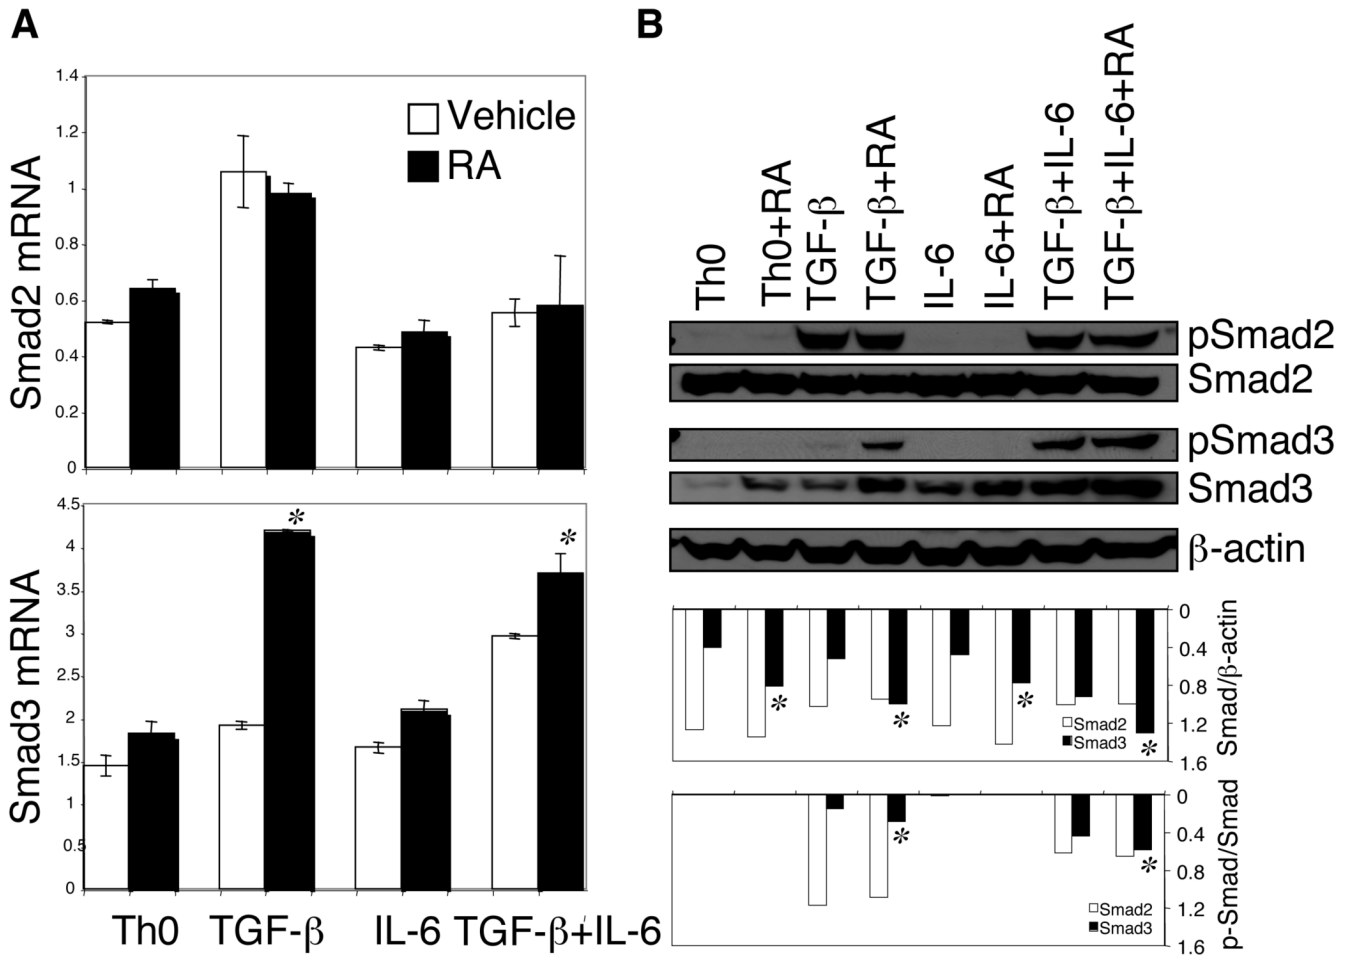 A
1.4
1.2
1
0.8
0.6
0.4
0.2
0
Smad2 mRNA
Vehicle
RA
4.5
4
3.5
3
2.5
2
1.5
1
0.5
0
Smad3 mRNA
*
*
Th0 TGF-β IL-6 TGF-β+IL-6
B
Th0
Th0+RA
TGF-β
TGF-β+RA
IL-6
IL-6+RA
TGF-β+IL-6
TGF-β+IL-6+RA
pSmad2
Smad2
pSmad3
Smad3
β-actin
0
0.4
0.8
1.2
1.6
Smad/β-actin
* * * *
Smad2
Smad3
0
0.4
0.8
1.2
1.6
p-Smad/Smad
* *
Smad2
Smad3